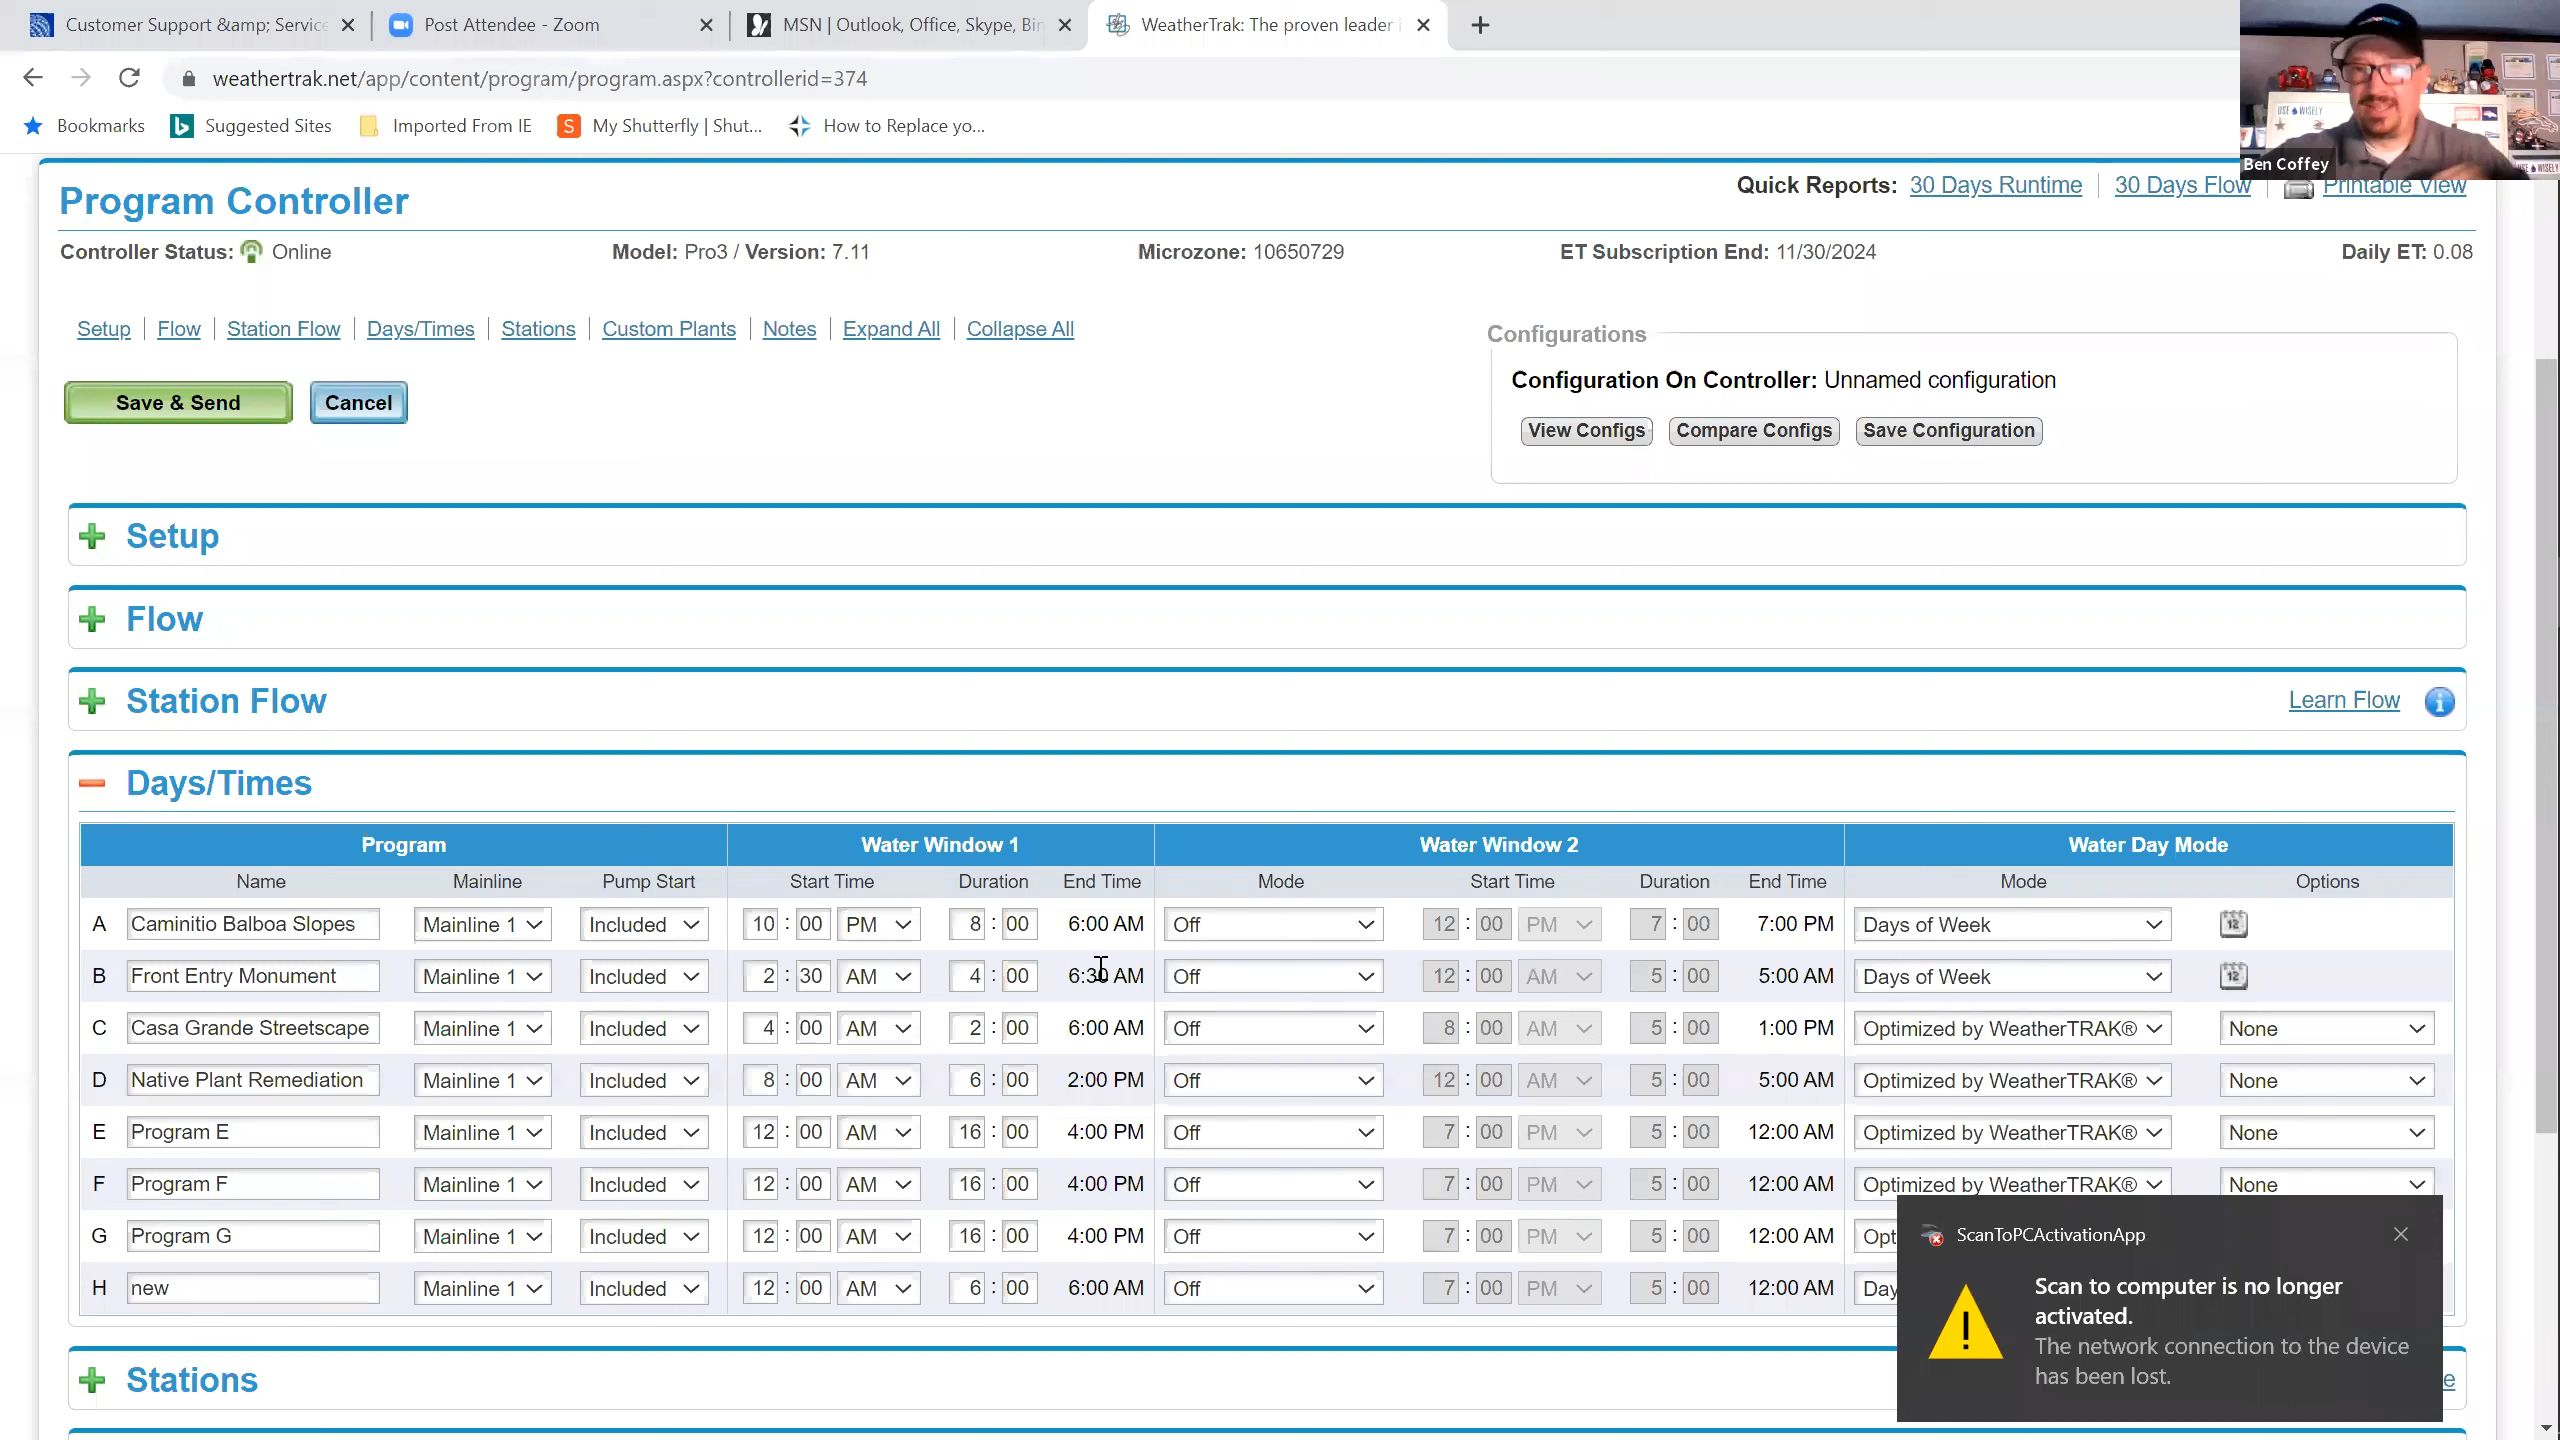 Customer Support &amp; Service
Post Attendee - Zoom
MSN | Outlook, Office, Skype, Bin
WeatherTrak: The proven leader i
weathertrak.net/app/content/program/program.aspx?controllerid=374
Bookmarks Suggested Sites Imported From IE My Shutterfly | Shut... How to Replace yo...
USE WISELY
Ben Coffey
Program Controller
Quick Reports: 30 Days Runtime 30 Days Flow Printable View
Controller Status: Online Model: Pro3 / Version: 7.11 Microzone: 10650729 ET Subscription End: 11/30/2024 Daily ET: 0.08
Setup Flow Station Flow Days/Times Stations Custom Plants Notes Expand All Collapse All
Configurations
Configuration On Controller: Unnamed configuration
Save & Send Cancel
View Configs Compare Configs Save Configuration
Setup
Flow
Station Flow
Learn Flow
Days/Times
Program Water Window 1 Water Window 2 Water Day Mode
Name Mainline Pump Start Start Time Duration End Time Mode Start Time Duration End Time Mode Options
A Caminitio Balboa Slopes Mainline 1 Included 10 : 00 PM 8 : 00 6:00 AM Off 12 : 00 PM 7 : 00 7:00 PM Days of Week 12
B Front Entry Monument Mainline 1 Included 2 : 30 AM 4 : 00 6:30 AM Off 12 : 00 AM 5 : 00 5:00 AM Days of Week 12
C Casa Grande Streetscape Mainline 1 Included 4 : 00 AM 2 : 00 6:00 AM Off 8 : 00 AM 5 : 00 1:00 PM Optimized by WeatherTRAK® None
D Native Plant Remediation Mainline 1 Included 8 : 00 AM 6 : 00 2:00 PM Off 12 : 00 AM 5 : 00 5:00 AM Optimized by WeatherTRAK® None
E Program E Mainline 1 Included 12 : 00 AM 16 : 00 4:00 PM Off 7 : 00 PM 5 : 00 12:00 AM Optimized by WeatherTRAK® None
F Program F Mainline 1 Included 12 : 00 AM 16 : 00 4:00 PM Off 7 : 00 PM 5 : 00 12:00 AM Optimized by WeatherTRAK® None
G Program G Mainline 1 Included 12 : 00 AM 16 : 00 4:00 PM Off 7 : 00 PM 5 : 00 12:00 AM Opt
H new Mainline 1 Included 12 : 00 AM 6 : 00 6:00 AM Off 7 : 00 PM 5 : 00 12:00 AM Day
ScanToPCActivationApp
Scan to computer is no longer
activated.
The network connection to the device
has been lost.
Stations
e